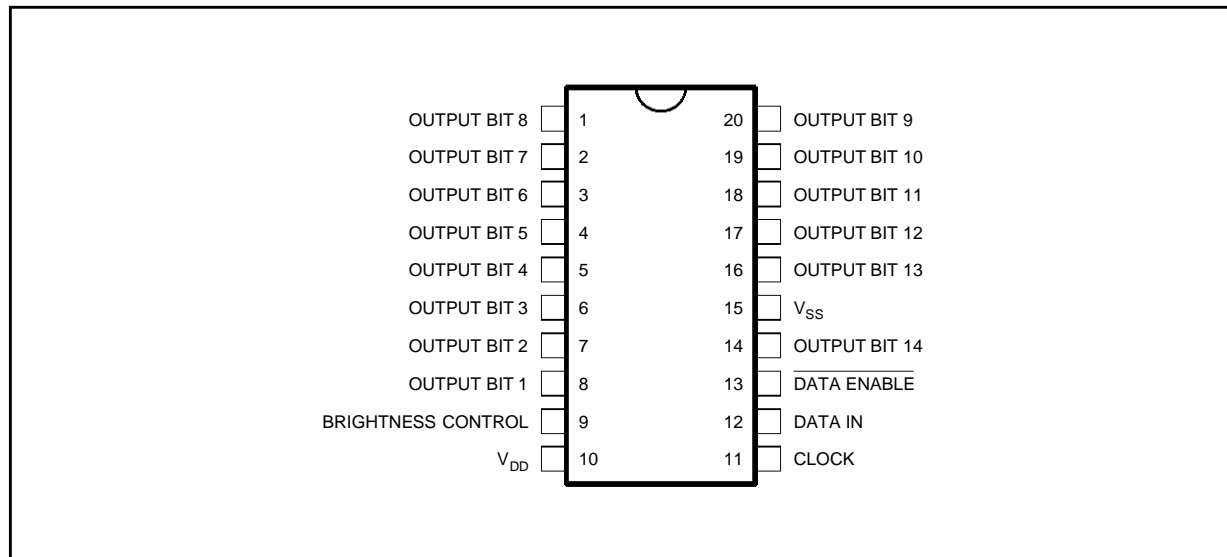 OUTPUT BIT 8 1 20 OUTPUT BIT 9
OUTPUT BIT 7 2 19 OUTPUT BIT 10
OUTPUT BIT 6 3 18 OUTPUT BIT 11
OUTPUT BIT 5 4 17 OUTPUT BIT 12
OUTPUT BIT 4 5 16 OUTPUT BIT 13
OUTPUT BIT 3 6 15 VSS
OUTPUT BIT 2 7 14 OUTPUT BIT 14
OUTPUT BIT 1 8 13 DATA ENABLE
BRIGHTNESS CONTROL 9 12 DATA IN
VDD 10 11 CLOCK